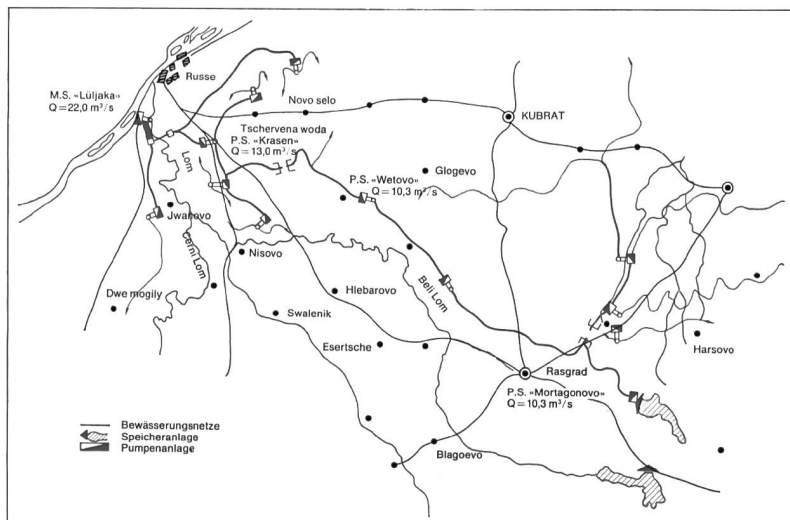 Russe
M.S. «Lüljaka»
Q = 22,0 m³/s
Novo selo
KUBRAT
Tschervena woda
P.S. «Krasen»
Q = 13,0 m³/s
Lom
Glogevo
P.S. «Wetovo»
Q = 10,3 m³/s
Jwanovo
Cerni Lom
Nisovo
Beli Lom
Dwe mogily
Hlebarovo
Swalenik
Esertsche
Harsovo
Rasgrad
P.S. «Mortagonovo»
Q = 10,3 m³/s
Blagoevo
Bewässerungsnetze
Speicheranlage
Pumpenanlage